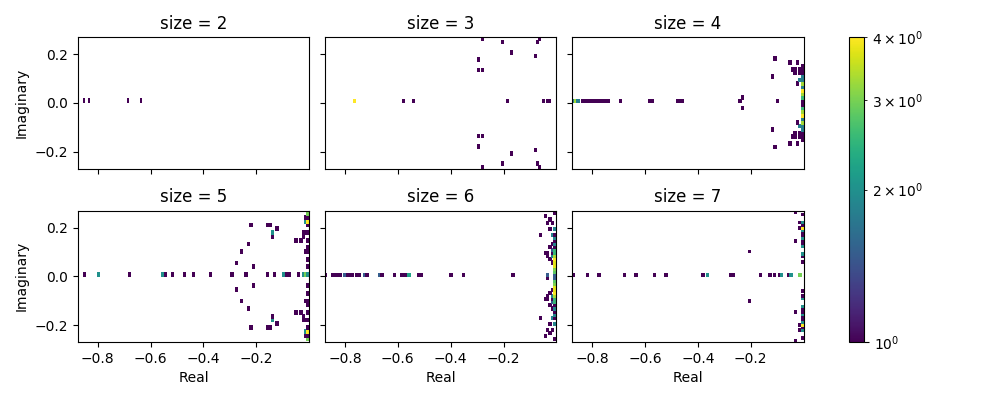 size = 2
size = 3
size = 4
4 × 10⁰
0.2
Imaginary
0.0
3 × 10⁰
−0.2
2 × 10⁰
size = 5
size = 6
size = 7
0.2
Imaginary
0.0
−0.2
10⁰
−0.8 −0.6 −0.4 −0.2
−0.8 −0.6 −0.4 −0.2
−0.8 −0.6 −0.4 −0.2
Real
Real
Real